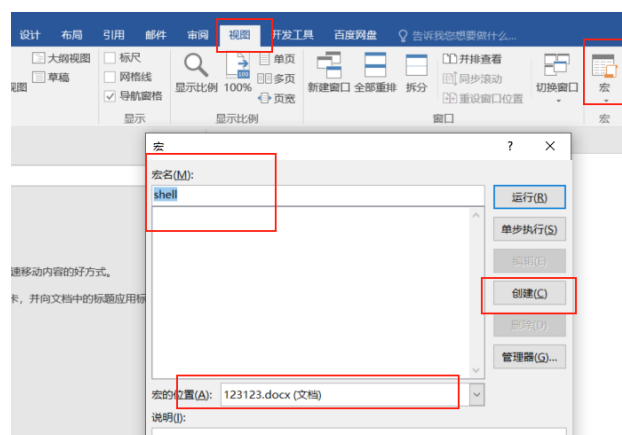 设计 布局 引用 邮件 审阅 视图 开发工具 百度网盘 告诉我您想要做什么...
大纲视图 标尺 单页 并排查看
草稿 网格线 多页 同步滚动
视图 导航窗格 显示比例 100% 页宽 新建窗口 全部重排 拆分 重设窗口位置 切换窗口 宏
显示 显示比例 窗口 宏
宏 ? ×
宏名(M):
shell
运行(R)
单步执行(S)
编辑(E)
创建(C)
删除(D)
管理器(G)...
速移动内容的好方式。
卡，并向文档中的标题应用标
宏的位置(A): 123123.docx (文档)
说明(I):